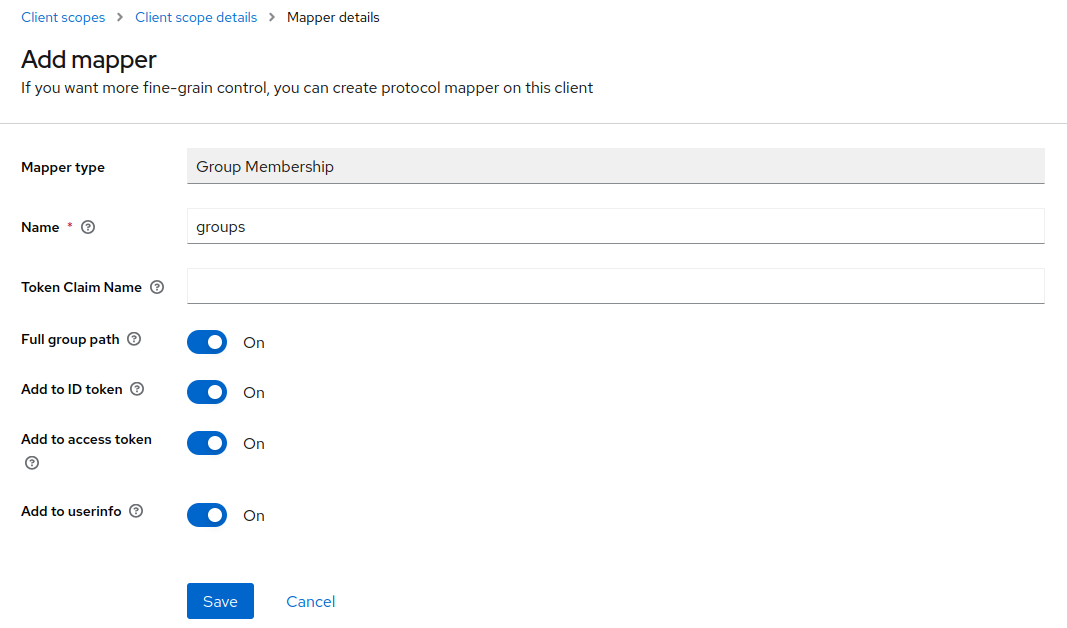 Client scopes > Client scope details > Mapper details
Add mapper
If you want more fine-grain control, you can create protocol mapper on this client
Mapper type Group Membership
Name * ? groups
Token Claim Name ?
Full group path ? On
Add to ID token ? On
Add to access token ? On
Add to userinfo ? On
Save Cancel